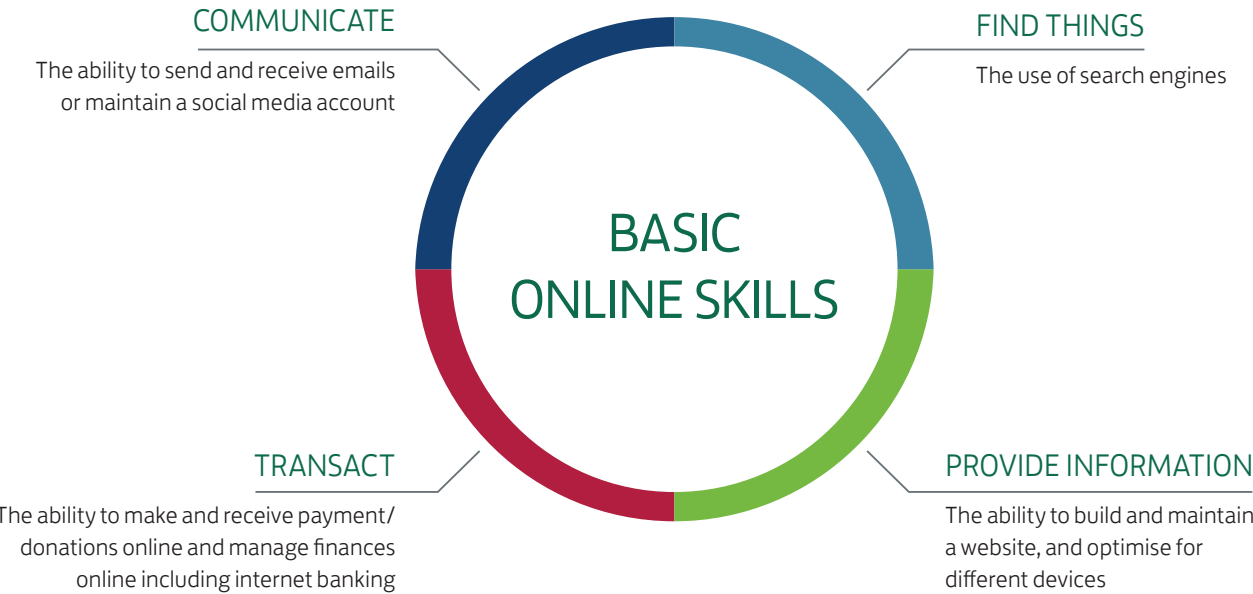 COMMUNICATE
The ability to send and receive emails
or maintain a social media account
FIND THINGS
The use of search engines
BASIC
ONLINE SKILLS
TRANSACT
The ability to make and receive payment/
donations online and manage finances
online including internet banking
PROVIDE INFORMATION
The ability to build and maintain
a website, and optimise for
different devices